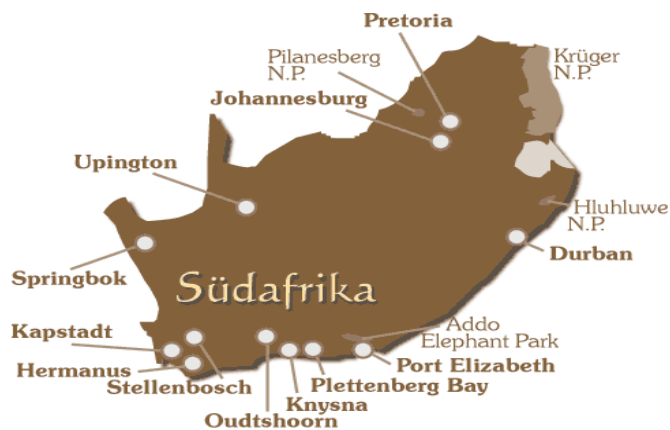 Pretoria
Pilanesberg
N.P.
Krüger
N.P.
Johannesburg
Upington
Hluhluwe
N.P.
Durban
Springbok
Südafrika
Kapstadt
Addo
Elephant Park
Hermanus
Port Elizabeth
Stellenbosch
Plettenberg Bay
Knysna
Oudtshoorn